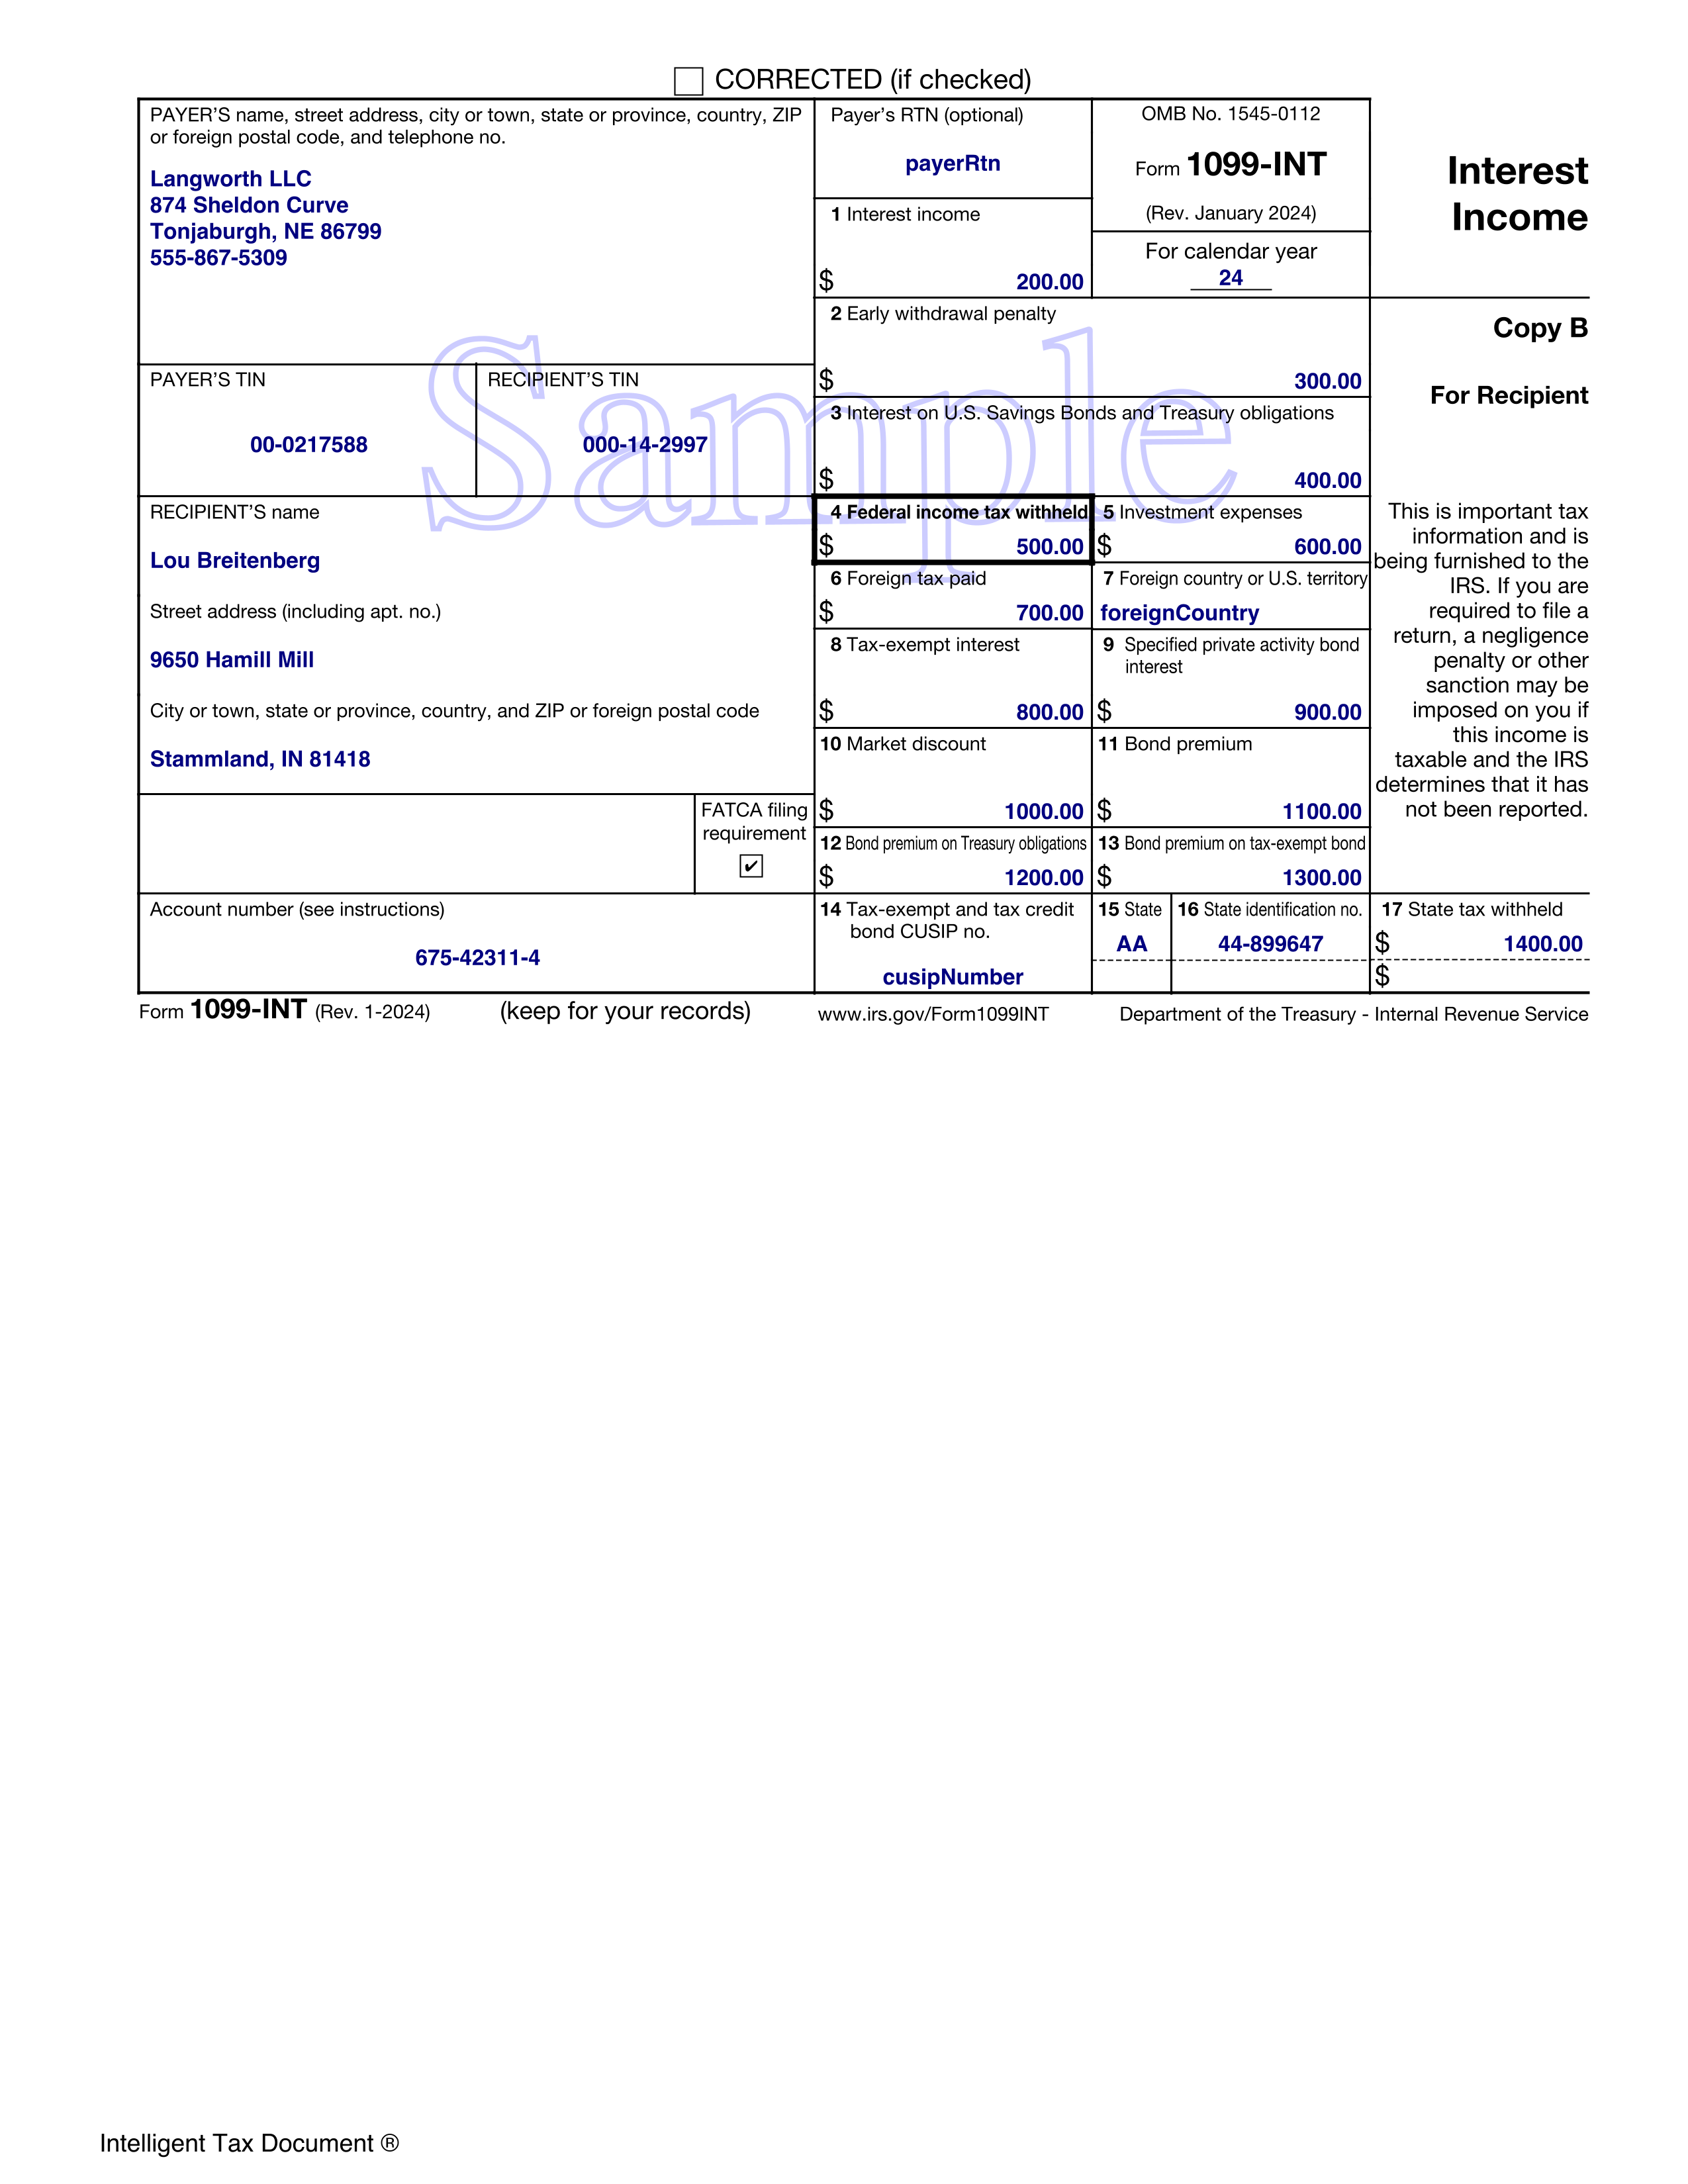 CORRECTED (if checked)
PAYER'S name, street address, city or town, state or province, country, ZIP
or foreign postal code, and telephone no.
Langworth LLC
874 Sheldon Curve
Tonjaburgh, NE 86799
555-867-5309
Payer's RTN (optional)
payerRtn
1 Interest income
$ 200.00
OMB No. 1545-0112
Form 1099-INT
(Rev. January 2024)
For calendar year
24
Interest
Income
2 Early withdrawal penalty
$ 300.00
Copy B
For Recipient
PAYER'S TIN
00-0217588
RECIPIENT'S TIN
000-14-2997
3 Interest on U.S. Savings Bonds and Treasury obligations
$ 400.00
Sample
RECIPIENT'S name
Lou Breitenberg
Street address (including apt. no.)
9650 Hamill Mill
City or town, state or province, country, and ZIP or foreign postal code
Stammland, IN 81418
4 Federal income tax withheld
$ 500.00
5 Investment expenses
$ 600.00
6 Foreign tax paid
$ 700.00
7 Foreign country or U.S. territory
foreignCountry
8 Tax-exempt interest
$ 800.00
9 Specified private activity bond
interest
$ 900.00
10 Market discount
$ 1000.00
11 Bond premium
$ 1100.00
This is important tax
information and is
being furnished to the
IRS. If you are
required to file a
return, a negligence
penalty or other
sanction may be
imposed on you if
this income is
taxable and the IRS
determines that it has
not been reported.
FATCA filing
requirement
✔
12 Bond premium on Treasury obligations
$ 1200.00
13 Bond premium on tax-exempt bond
$ 1300.00
Account number (see instructions)
675-42311-4
14 Tax-exempt and tax credit
bond CUSIP no.
cusipNumber
15 State
AA
16 State identification no.
44-899647
17 State tax withheld
$ 1400.00
$
Form 1099-INT (Rev. 1-2024)
(keep for your records)
www.irs.gov/Form1099INT
Department of the Treasury - Internal Revenue Service
Intelligent Tax Document ®